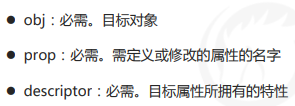 ● obj：必需。目标对象
● prop：必需。需定义或修改的属性的名字
● descriptor：必需。目标属性所拥有的特性